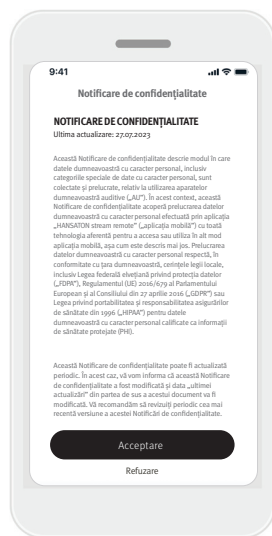 9:41
Notificare de confidențialitate
NOTIFICARE DE CONFIDENȚIALITATE
Ultima actualizare: 27.07.2023
Această Notificare de confidențialitate descrie modul în care
datele dumneavoastră cu caracter personal, inclusiv
categoriile speciale de date cu caracter personal, sunt
colectate și prelucrate, relativ la utilizarea aparatelor
dumneavoastră auditive („AU”). În acest context, această
Notificare de confidențialitate acoperă prelucrarea datelor
dumneavoastră cu caracter personal efectuată prin aplicația
„HANSATON stream remote” („aplicația mobilă”) cu toată
tehnologia aferentă pentru a accesa sau utiliza în alt mod
aplicația mobilă, așa cum este descris mai jos. Prelucrarea
datelor dumneavoastră cu caracter personal respectă, în
conformitate cu țara dumneavoastră, cerințele legii locale,
inclusiv Legea federală elvețiană privind protecția datelor
(„FDPA”), Regulamentul (UE) 2016/679 al Parlamentului
European și al Consiliului din 27 aprilie 2016 („GDPR”) sau
Legea privind portabilitatea și responsabilitatea asigurărilor
de sănătate din 1996 („HIPAA”) pentru datele
dumneavoastră cu caracter personal calificate ca informații
de sănătate protejate (PHI).
Această Notificare de confidențialitate poate fi actualizată
periodic. În acest caz, vă vom informa că această Notificare
de confidențialitate a fost modificată și data „ultimei
actualizări” din partea de sus a acestui document va fi
modificată. Vă recomandăm să revizuiți periodic cea mai
recentă versiune a acestei Notificări de confidențialitate.
Acceptare
Refuzare